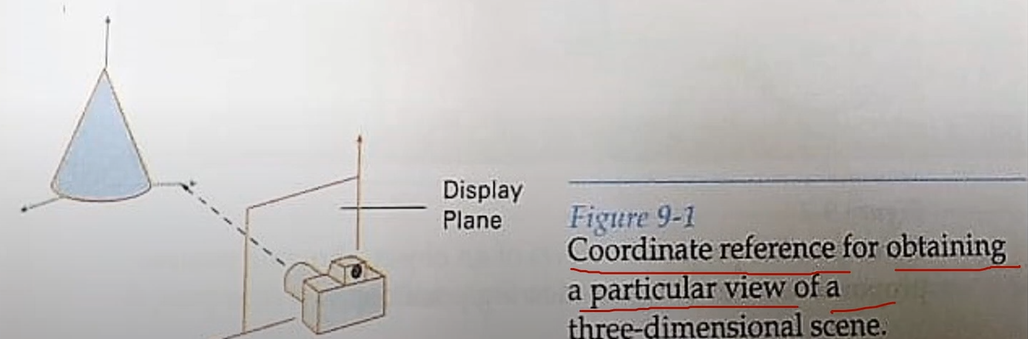 Display
Plane
Figure 9-1
Coordinate reference for obtaining
a particular view of a
three-dimensional scene.